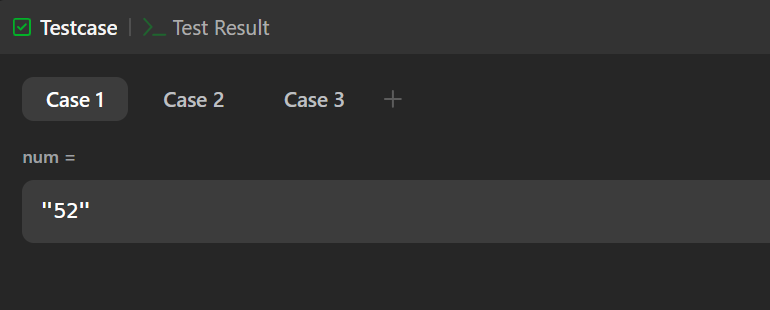 Testcase | >_ Test Result
Case 1 Case 2 Case 3 +
num =
"52"